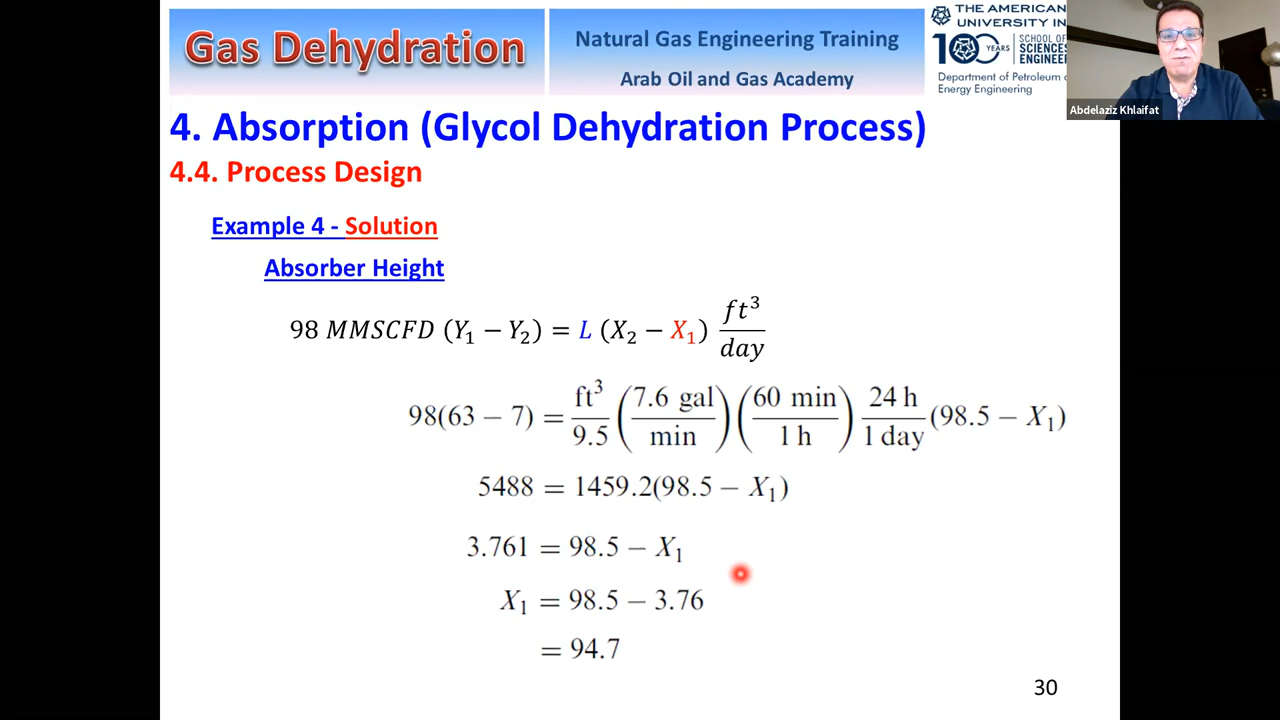 Gas Dehydration
Natural Gas Engineering Training
Arab Oil and Gas Academy
THE AMERICAN
UNIVERSITY IN
100 YEARS
SCHOOL OF
SCIENCES
ENGINEER
Department of Petroleum
Energy Engineering
Abdelaziz Khlaifat
4. Absorption (Glycol Dehydration Process)
4.4. Process Design
Example 4 - Solution
Absorber Height
98 MMSCFD (Y₁ − Y₂) = L (X₂ − X₁) ft³/day
98(63 − 7) = ft³/9.5 (7.6 gal/min) (60 min/1 h) 24 h/1 day (98.5 − X₁)
5488 = 1459.2(98.5 − X₁)
3.761 = 98.5 − X₁
X₁ = 98.5 − 3.76
= 94.7
30